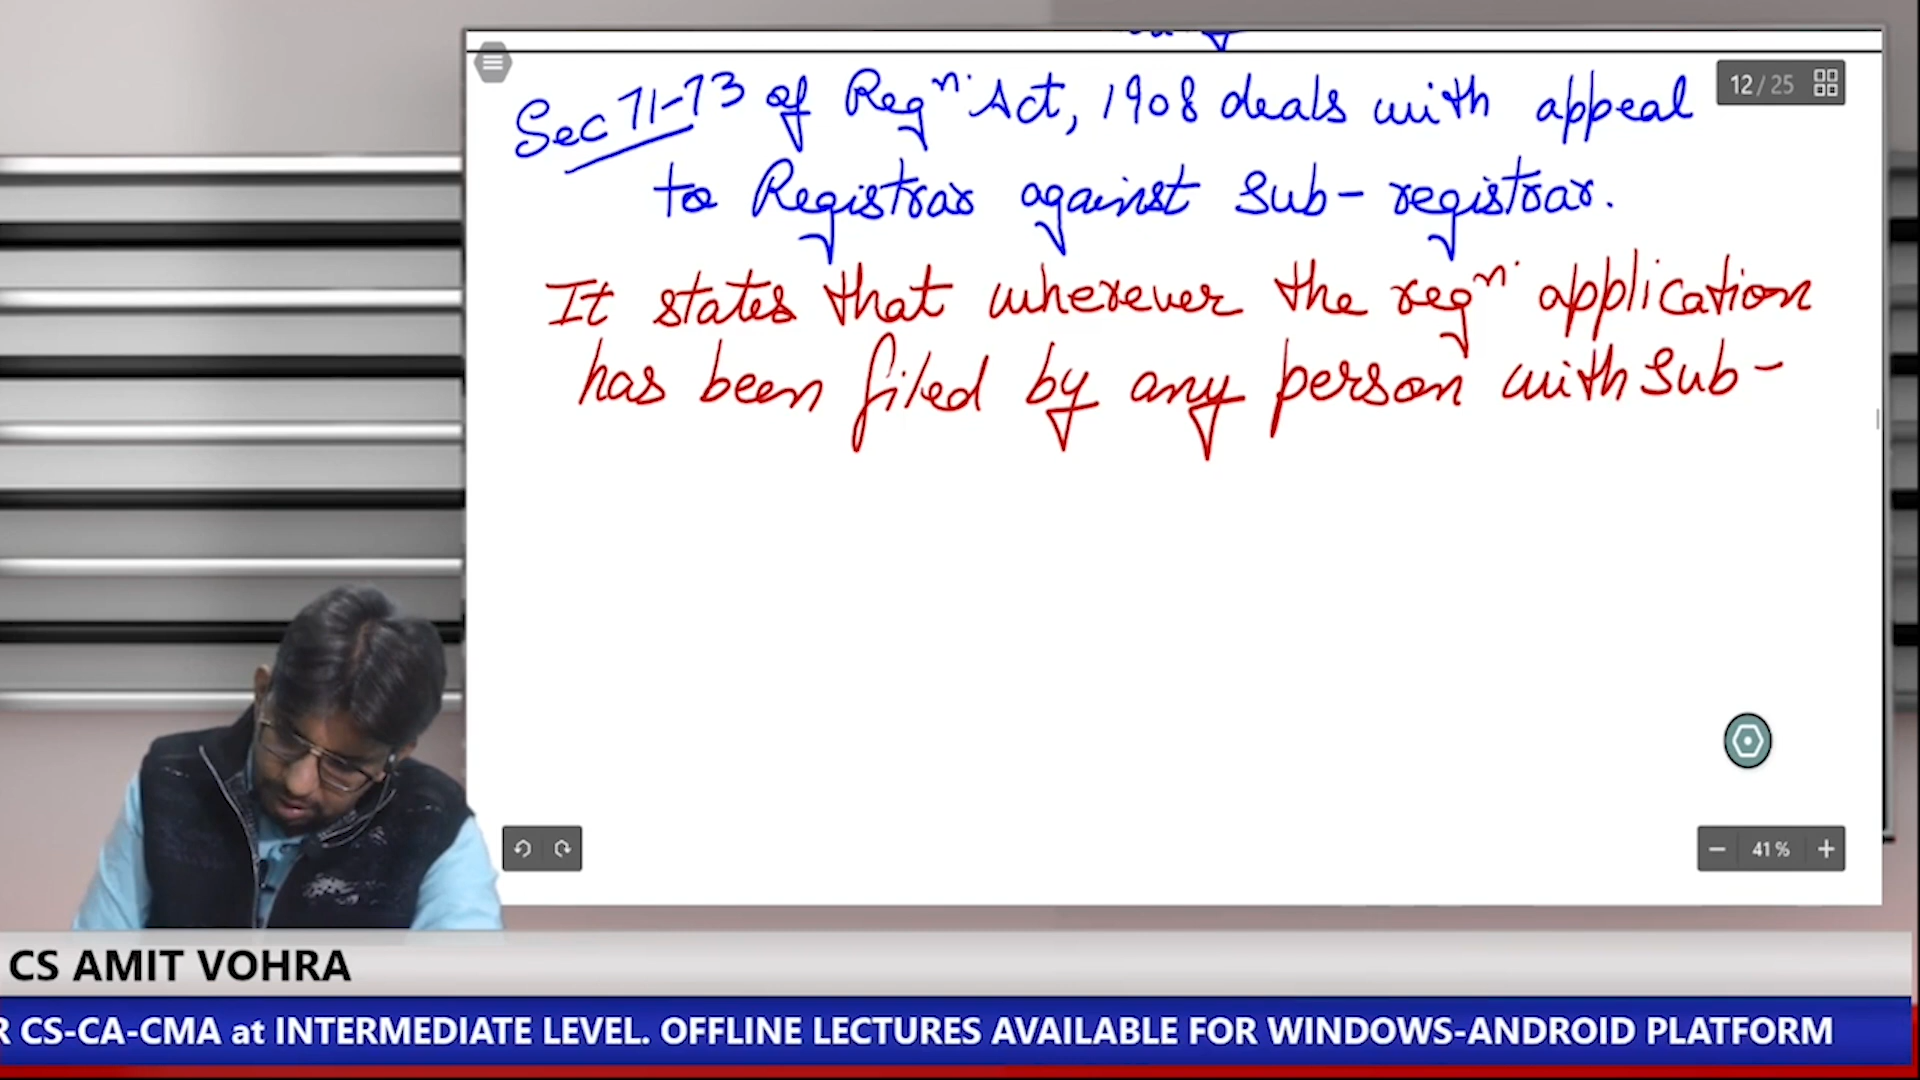 12 / 25
Sec 71-73 of Regⁿ. Act, 1908 deals with appeal
to Registrar against Sub-registrar.
It states that wherever the regⁿ. application
has been filed by any person with Sub-
41 %
CS AMIT VOHRA
R CS-CA-CMA at INTERMEDIATE LEVEL. OFFLINE LECTURES AVAILABLE FOR WINDOWS-ANDROID PLATFORM